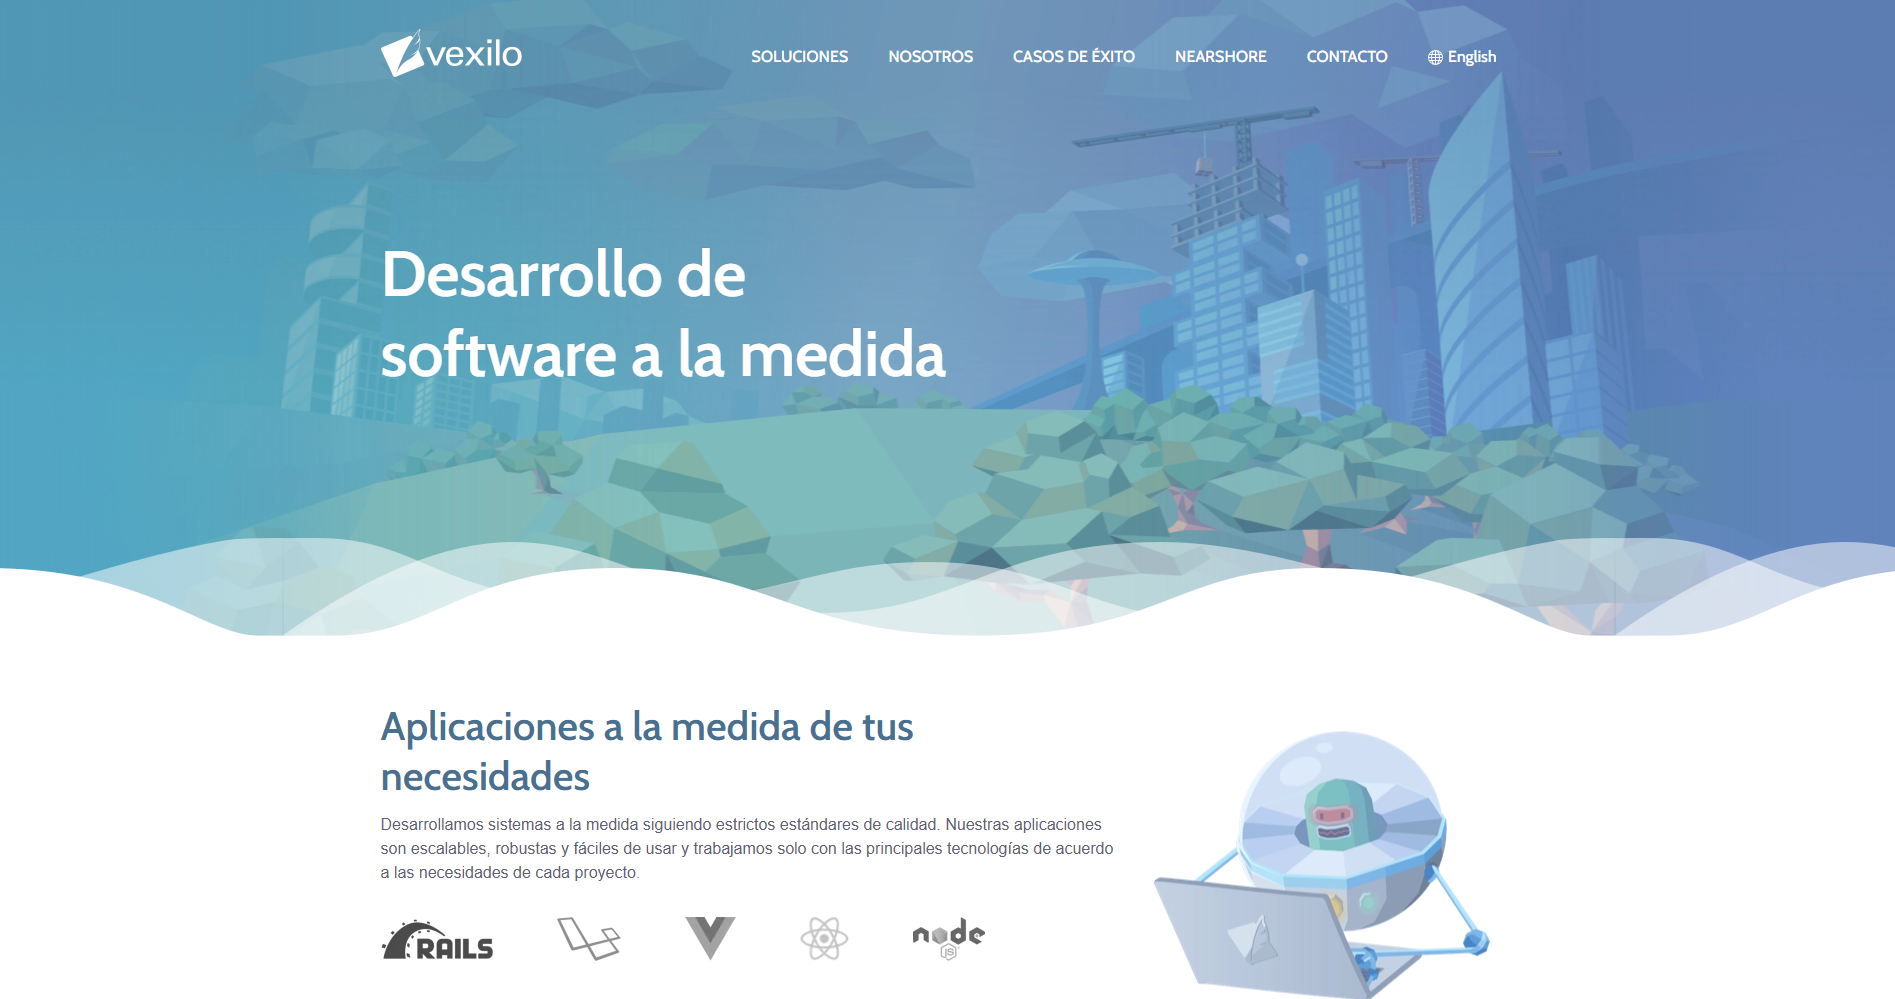 vexilo
SOLUCIONES NOSOTROS CASOS DE ÉXITO NEARSHORE CONTACTO English
Desarrollo de
software a la medida
Aplicaciones a la medida de tus
necesidades
Desarrollamos sistemas a la medida siguiendo estrictos estándares de calidad. Nuestras aplicaciones
son escalables, robustas y fáciles de usar y trabajamos solo con las principales tecnologías de acuerdo
a las necesidades de cada proyecto.
RAILS node
JS